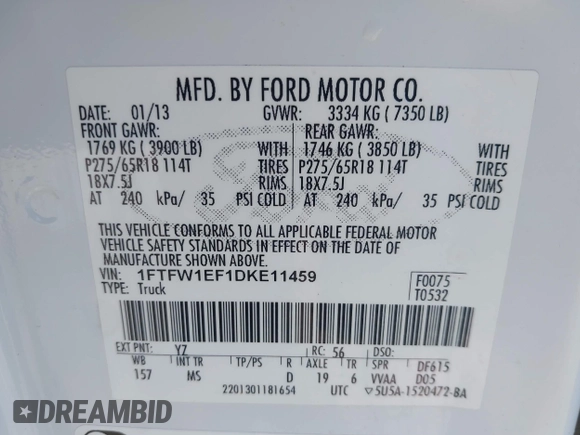 MFD. BY FORD MOTOR CO.
DATE: 01/13 GVWR: 3334 KG ( 7350 LB)
FRONT GAWR: REAR GAWR:
1769 KG ( 3900 LB) WITH 1746 KG ( 3850 LB) WITH
P275/65R18 114T TIRES P275/65R18 114T TIRES
18X7.5J RIMS 18X7.5J RIMS
AT 240 kPa/ 35 PSI COLD AT 240 kPa/ 35 PSI COLD
THIS VEHICLE CONFORMS TO ALL APPLICABLE FEDERAL MOTOR
VEHICLE SAFETY STANDARDS IN EFFECT ON THE DATE OF
MANUFACTURE SHOWN ABOVE.
VIN: 1FTFW1EF1DKE11459 F0075
TYPE: Truck T0532
EXT PNT: YZ RC: 56 DSO:
WB INT TR TP/PS R AXLE TR SPR DF615
157 MS D 19 6 VVAA D05
2201301181654 UTC ▽5U5A-1520472-BA
DREAMBID